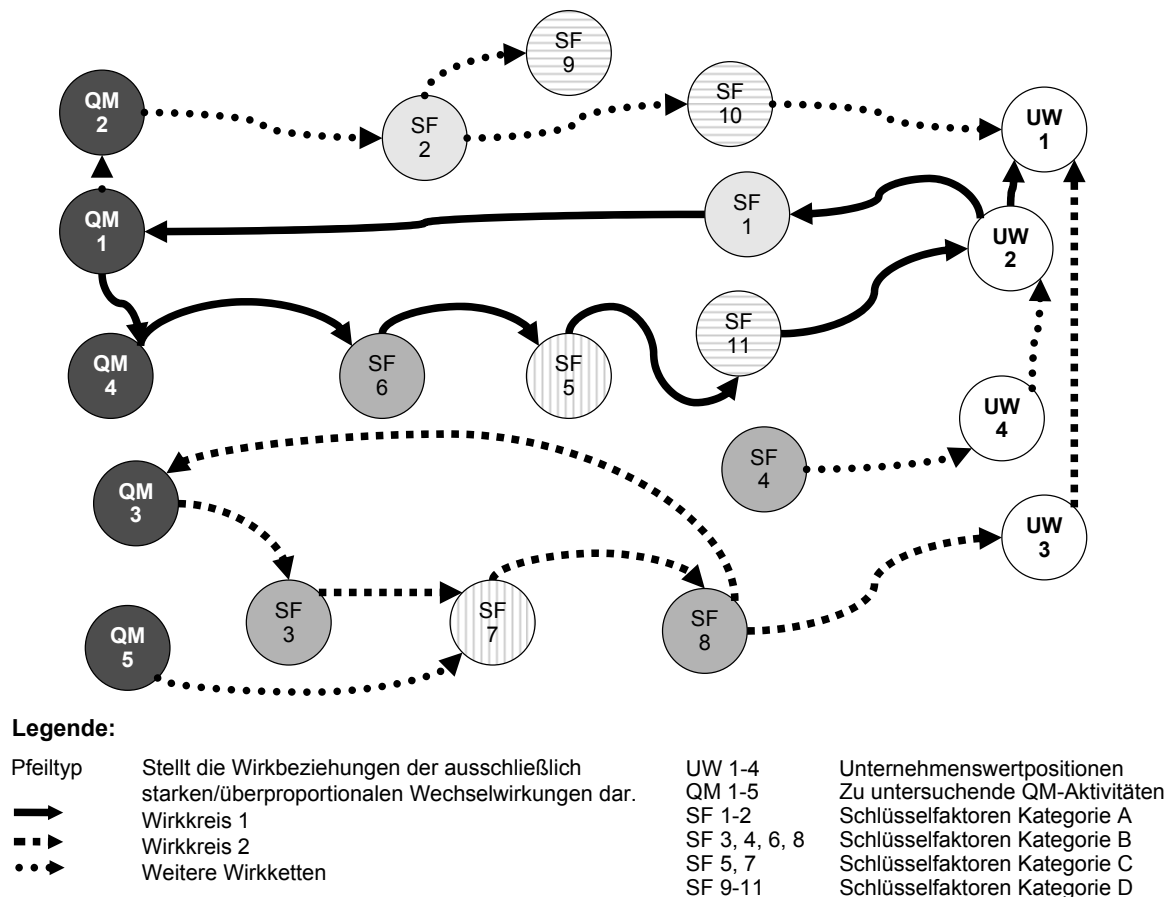 SF
9
QM
2
SF
2
SF
10
UW
1
QM
1
SF
1
UW
2
QM
4
SF
6
SF
5
SF
11
UW
4
SF
4
QM
3
UW
3
SF
3
SF
7
SF
8
QM
5
Legende:
Pfeiltyp Stellt die Wirkbeziehungen der ausschließlich
starken/überproportionalen Wechselwirkungen dar.
Wirkkreis 1
Wirkkreis 2
Weitere Wirkketten
UW 1-4 Unternehmenswertpositionen
QM 1-5 Zu untersuchende QM-Aktivitäten
SF 1-2 Schlüsselfaktoren Kategorie A
SF 3, 4, 6, 8 Schlüsselfaktoren Kategorie B
SF 5, 7 Schlüsselfaktoren Kategorie C
SF 9-11 Schlüsselfaktoren Kategorie D